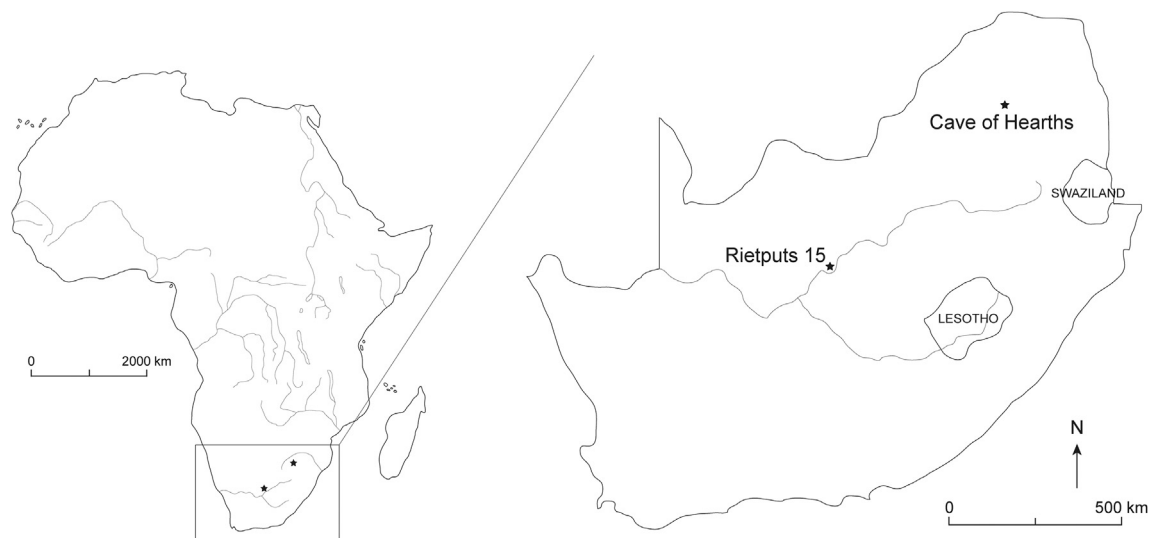 Cave of Hearths
SWAZILAND
Rietputs 15
LESOTHO
0 2000 km
N
0 500 km